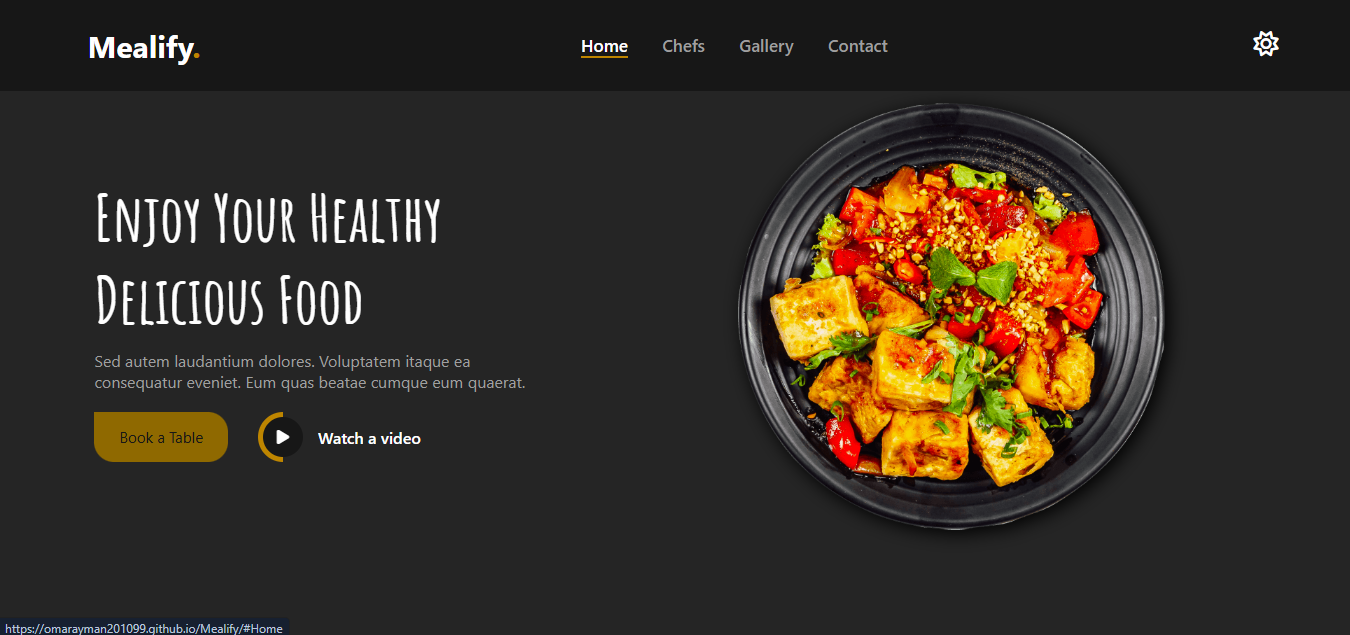 Mealify.
Home Chefs Gallery Contact
Enjoy Your Healthy
Delicious Food
Sed autem laudantium dolores. Voluptatem itaque ea
consequatur eveniet. Eum quas beatae cumque eum quaerat.
Book a Table
Watch a video
https://omarayman201099.github.io/Mealify/#Home